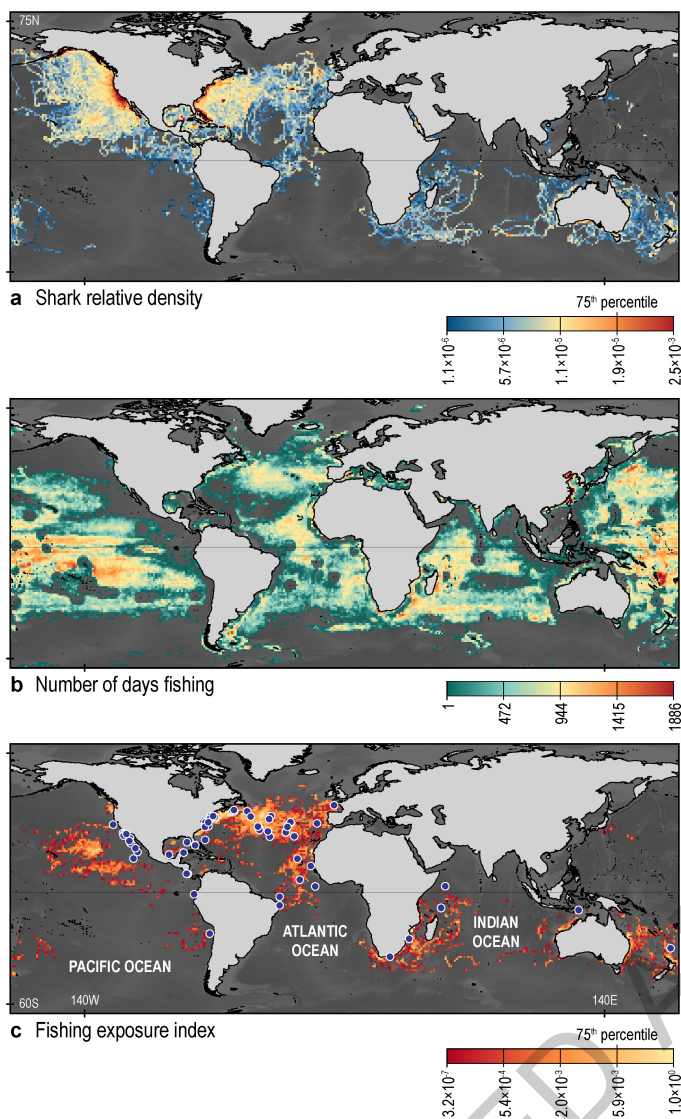 75N
a Shark relative density
75th percentile
1.1×10-6
5.7×10-6
1.1×10-5
1.9×10-5
2.5×10-3
b Number of days fishing
1
472
944
1415
1886
ATLANTIC
OCEAN
INDIAN
OCEAN
PACIFIC OCEAN
60S 140W 140E
c Fishing exposure index
75th percentile
3.2×10-7
5.4×10-4
2.0×10-3
5.9×10-3
1.0×100
ED A